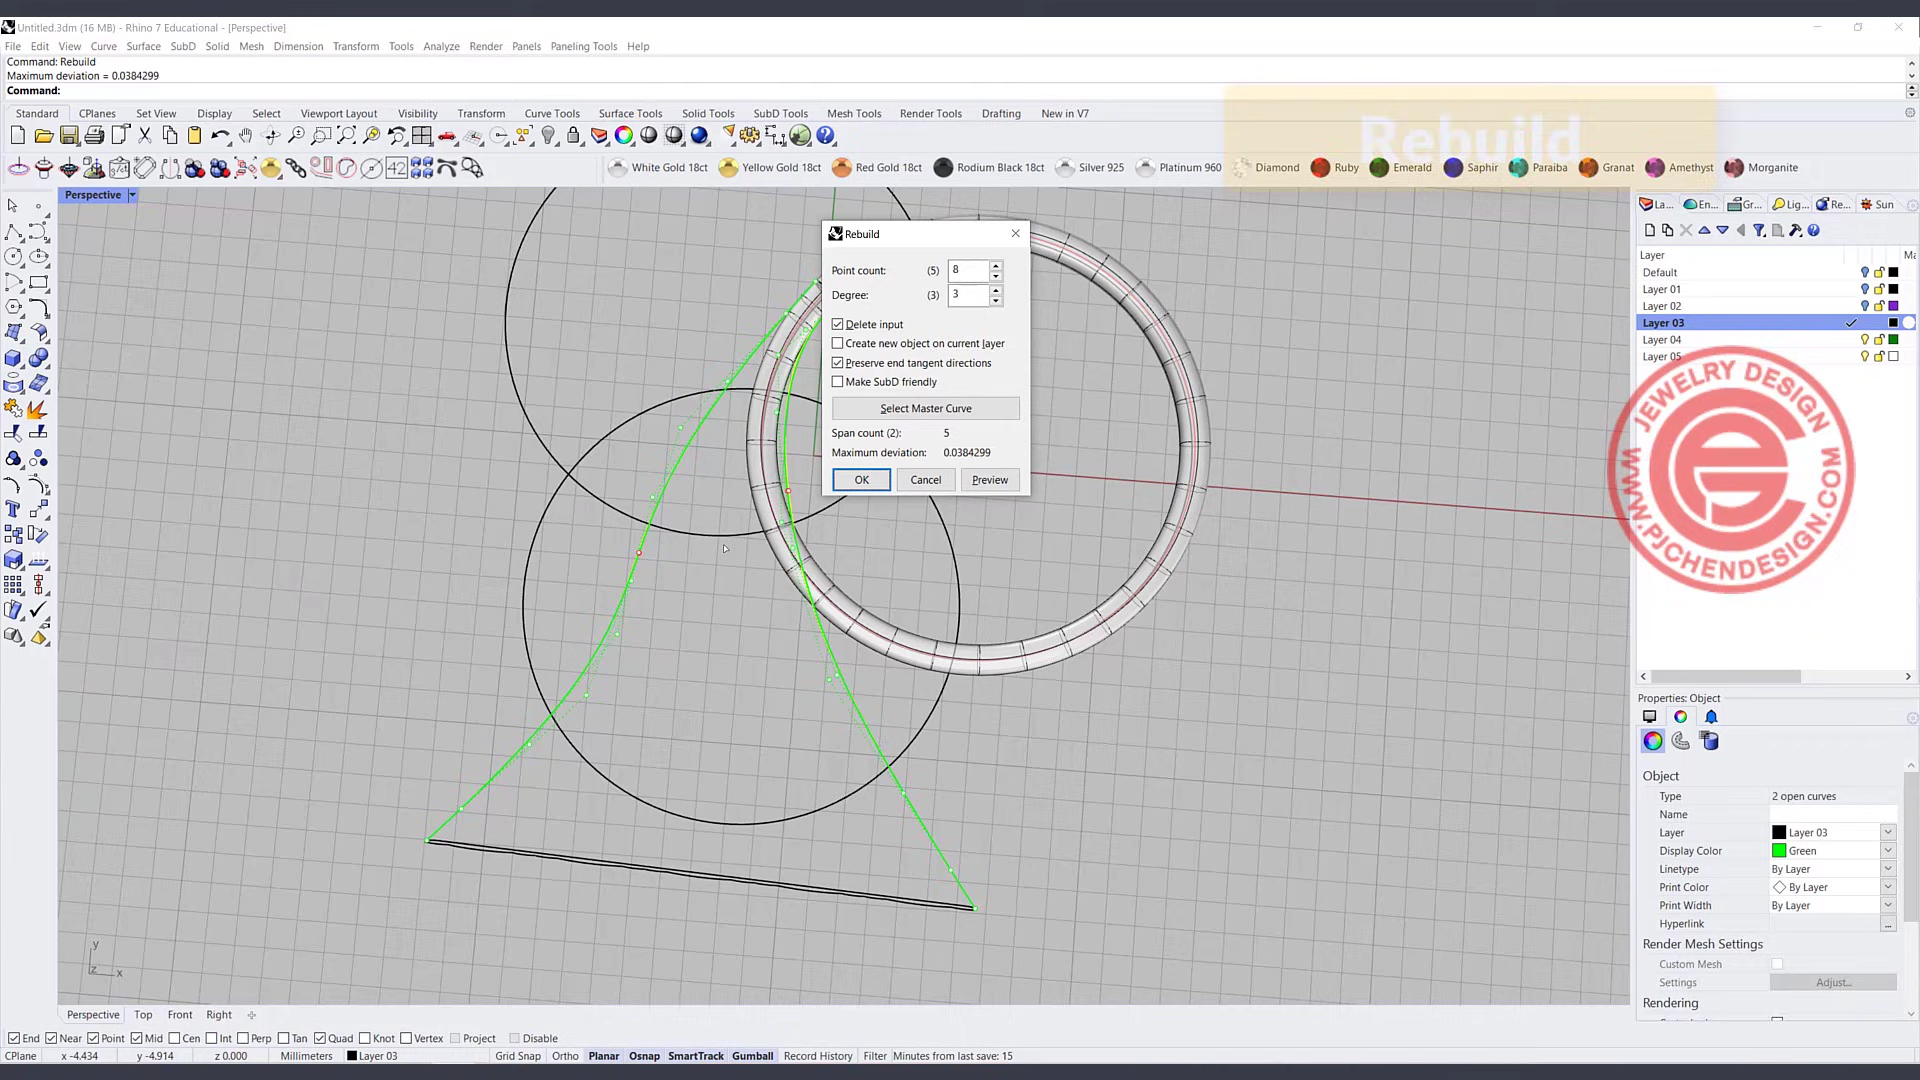 Untitled.3dm (16 MB) - Rhino 7 Educational - [Perspective]
File Edit View Curve Surface SubD Solid Mesh Dimension Transform Tools Analyze Render Panels Paneling Tools Help
Command: Rebuild
Maximum deviation = 0.0384299
Command:
Standard CPlanes Set View Display Select Viewport Layout Visibility Transform Curve Tools Surface Tools Solid Tools SubD Tools Mesh Tools Render Tools Drafting New in V7
Rebuild
42 White Gold 18ct Yellow Gold 18ct Red Gold 18ct Rodium Black 18ct Silver 925 Platinum 960 Diamond Ruby Emerald Saphir Paraiba Granat Amethyst Morganite
Perspective
La... En... Gr... Lig... Re... Sun
Layer Ma
Default
Layer 01
Layer 02
Layer 03
Layer 04
Layer 05
Rebuild
Point count: (5) 8
Degree: (3) 3
Delete input
Create new object on current layer
Preserve end tangent directions
Make SubD friendly
Select Master Curve
Span count (2): 5
Maximum deviation: 0.0384299
OK Cancel Preview
JEWELRY DESIGN
WWW.PJCHENDESIGN.COM
Properties: Object
Object
Type 2 open curves
Name
Layer Layer 03
Display Color Green
Linetype By Layer
Print Color By Layer
Print Width By Layer
Hyperlink ...
Render Mesh Settings
Custom Mesh
Settings Adjust...
Rendering
y
z x
Perspective Top Front Right
End Near Point Mid Cen Int Perp Tan Quad Knot Vertex Project Disable
CPlane x -4.434 y -4.914 z 0.000 Millimeters Layer 03 Grid Snap Ortho Planar Osnap SmartTrack Gumball Record History Filter Minutes from last save: 15